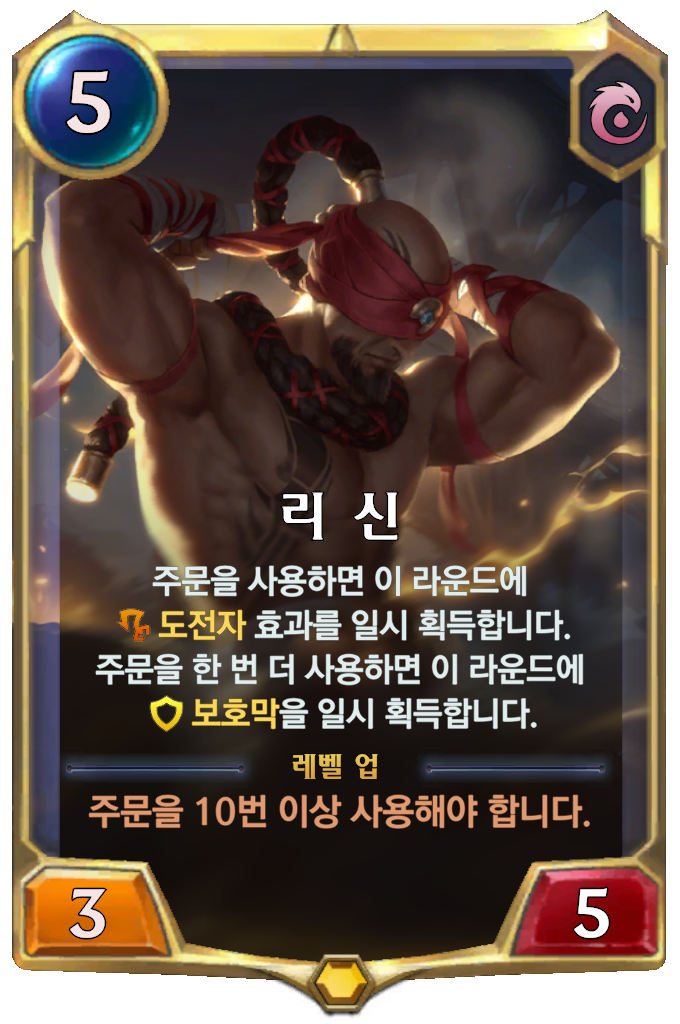 5
리 신
주문을 사용하면 이 라운드에
도전자 효과를 일시 획득합니다.
주문을 한 번 더 사용하면 이 라운드에
보호막을 일시 획득합니다.
레벨 업
주문을 10번 이상 사용해야 합니다.
3
5